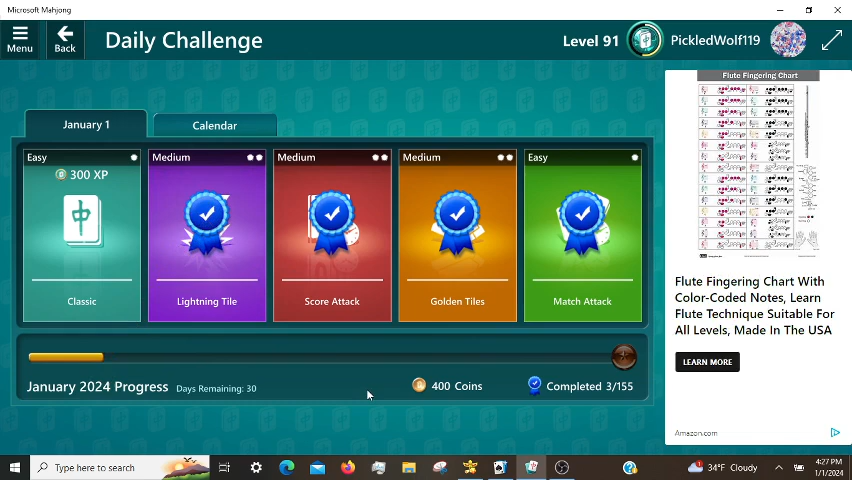 Microsoft Mahjong
Menu
Back
Daily Challenge
Level 91
PickledWolf119
January 1
Calendar
Easy
300 XP
中
Classic
Medium
Lightning Tile
Medium
Score Attack
Medium
Golden Tiles
Easy
Match Attack
January 2024 Progress
Days Remaining: 30
400 Coins
Completed 3/155
Flute Fingering Chart
Flute Fingering Chart With
Color-Coded Notes, Learn
Flute Technique Suitable For
All Levels, Made In The USA
LEARN MORE
Amazon.com
Type here to search
34°F Cloudy
4:27 PM
1/1/2024